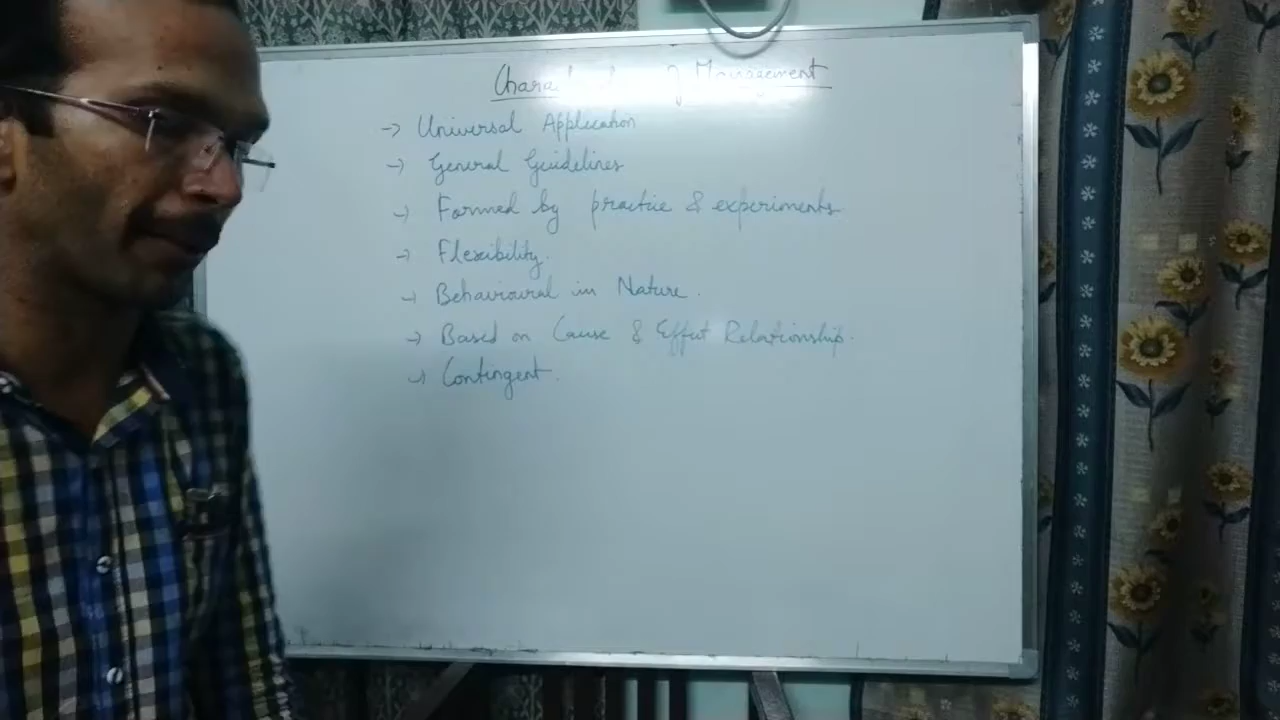 of Management
→ Universal Application
→ General Guidelines
→ Formed by practice & experiments
→ Flexibility.
→ Behavioural in Nature.
→ Based on Cause & Effect Relationship.
→ Contingent.